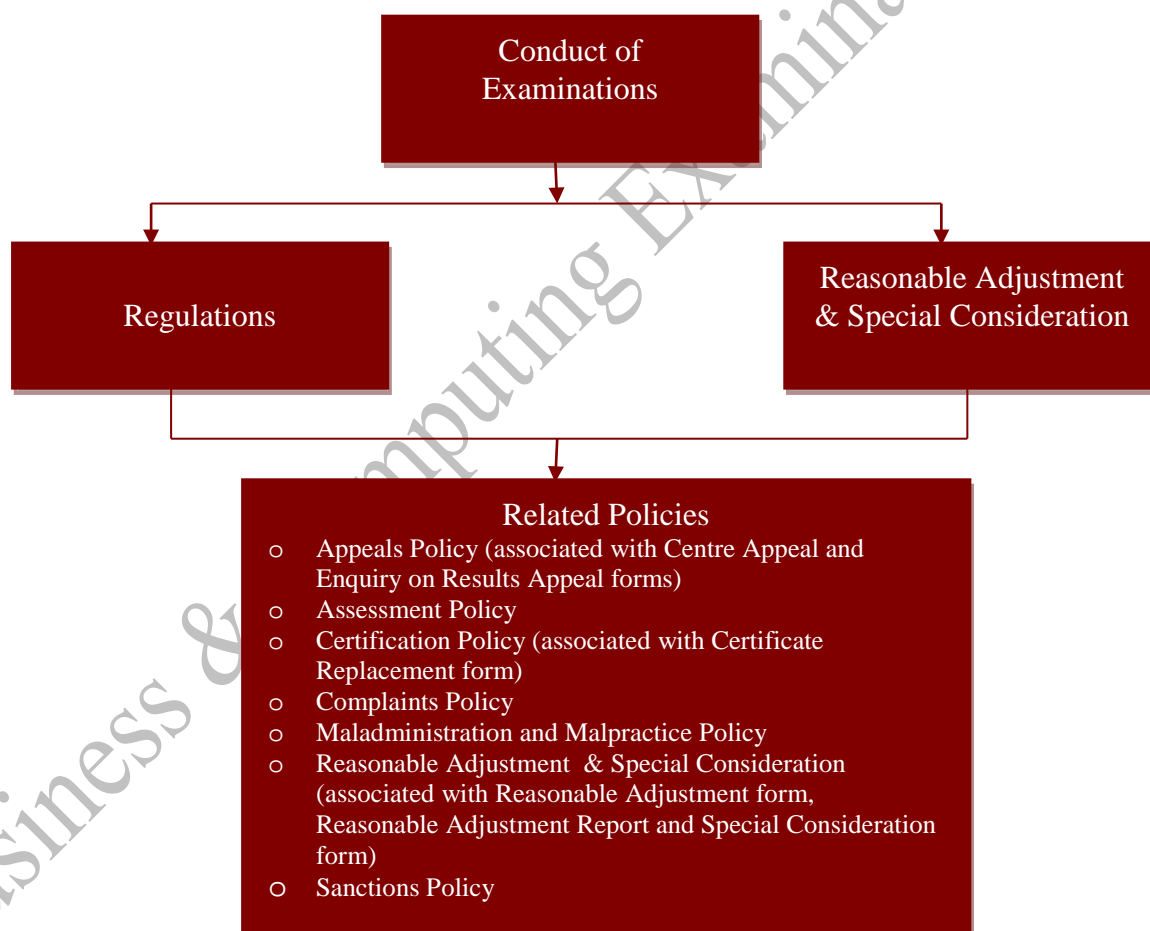 Conduct of
Examinations
Regulations
Reasonable Adjustment
& Special Consideration
Related Policies
o Appeals Policy (associated with Centre Appeal and
Enquiry on Results Appeal forms)
o Assessment Policy
o Certification Policy (associated with Certificate
Replacement form)
o Complaints Policy
o Maladministration and Malpractice Policy
o Reasonable Adjustment & Special Consideration
(associated with Reasonable Adjustment form,
Reasonable Adjustment Report and Special Consideration
form)
o Sanctions Policy